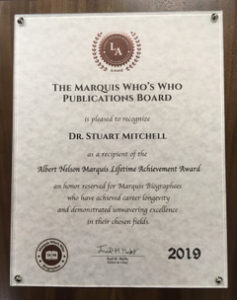 LA
Award
THE MARQUIS WHO'S WHO
PUBLICATIONS BOARD
is pleased to recognize
DR. STUART MITCHELL
as a recipient of the
Albert Nelson Marquis Lifetime Achievement Award
an honor reserved for Marquis Biographees
who have achieved career longevity
and demonstrated unwavering excellence
in their chosen fields.
2019